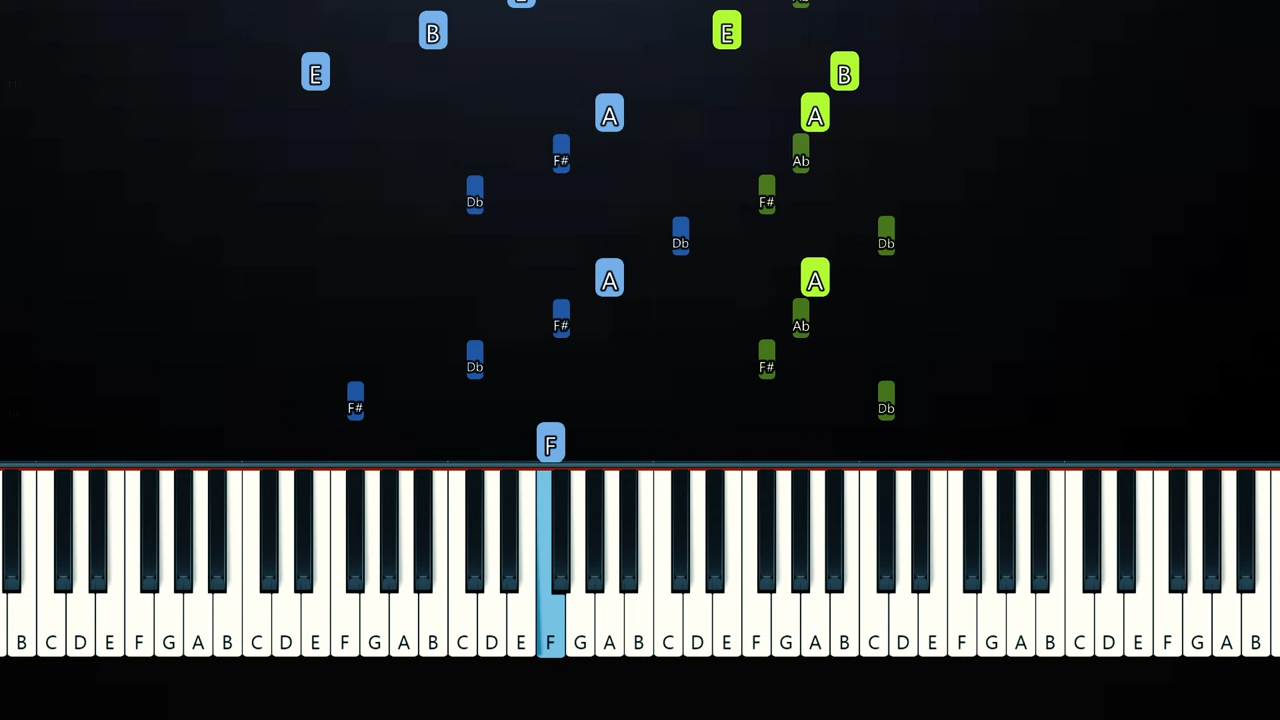 B E
E B
A A
F# Ab
Db F#
Db Db
A A
F# Ab
Db F#
F# Db
F
B C D E F G A B C D E F G A B C D E F G A B C D E F G A B C D E F G A B C D E F G A B